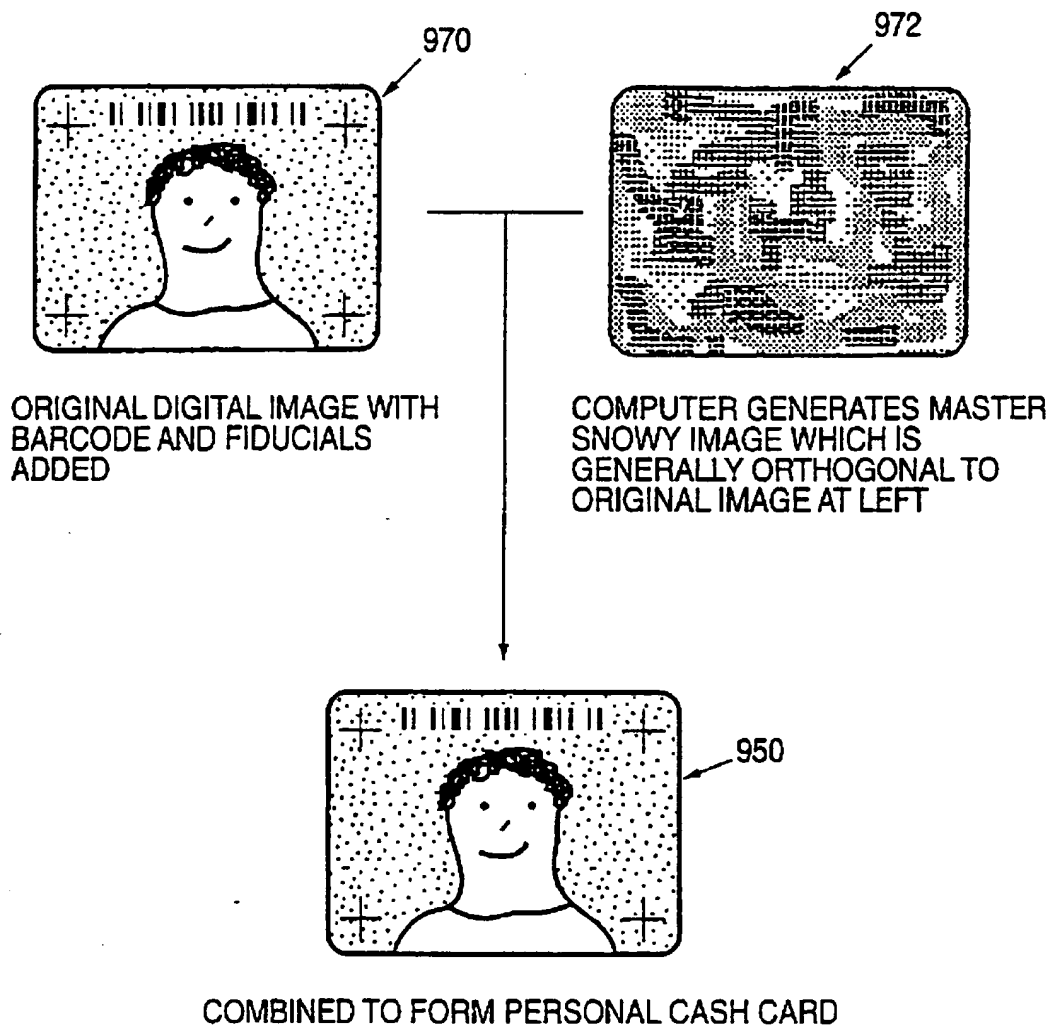 970
972
ORIGINAL DIGITAL IMAGE WITH
BARCODE AND FIDUCIALS
ADDED
COMPUTER GENERATES MASTER
SNOWY IMAGE WHICH IS
GENERALLY ORTHOGONAL TO
ORIGINAL IMAGE AT LEFT
950
COMBINED TO FORM PERSONAL CASH CARD